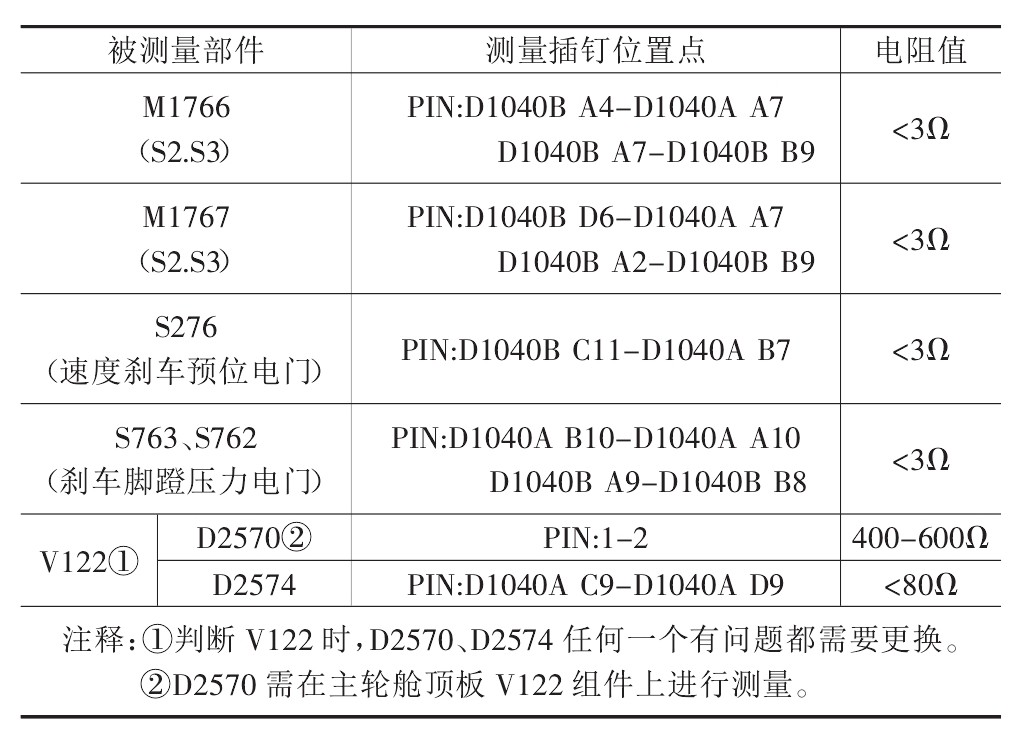 被测量部件 测量插钉位置点 电阻值
M1766
(S2.S3)
PIN:D1040B A4-D1040A A7
D1040B A7-D1040B B9
<3Ω
M1767
(S2.S3)
PIN:D1040B D6-D1040A A7
D1040B A2-D1040B B9
<3Ω
S276
(速度刹车预位电门)
PIN:D1040B C11-D1040A B7
<3Ω
S763、S762
(刹车脚蹬压力电门)
PIN:D1040A B10-D1040A A10
D1040B A9-D1040B B8
<3Ω
V122①
D2570② PIN:1-2 400-600Ω
D2574 PIN:D1040A C9-D1040A D9 <80Ω
注释:①判断 V122 时,D2570、D2574 任何一个有问题都需要更换。
②D2570 需在主轮舱顶板 V122 组件上进行测量。